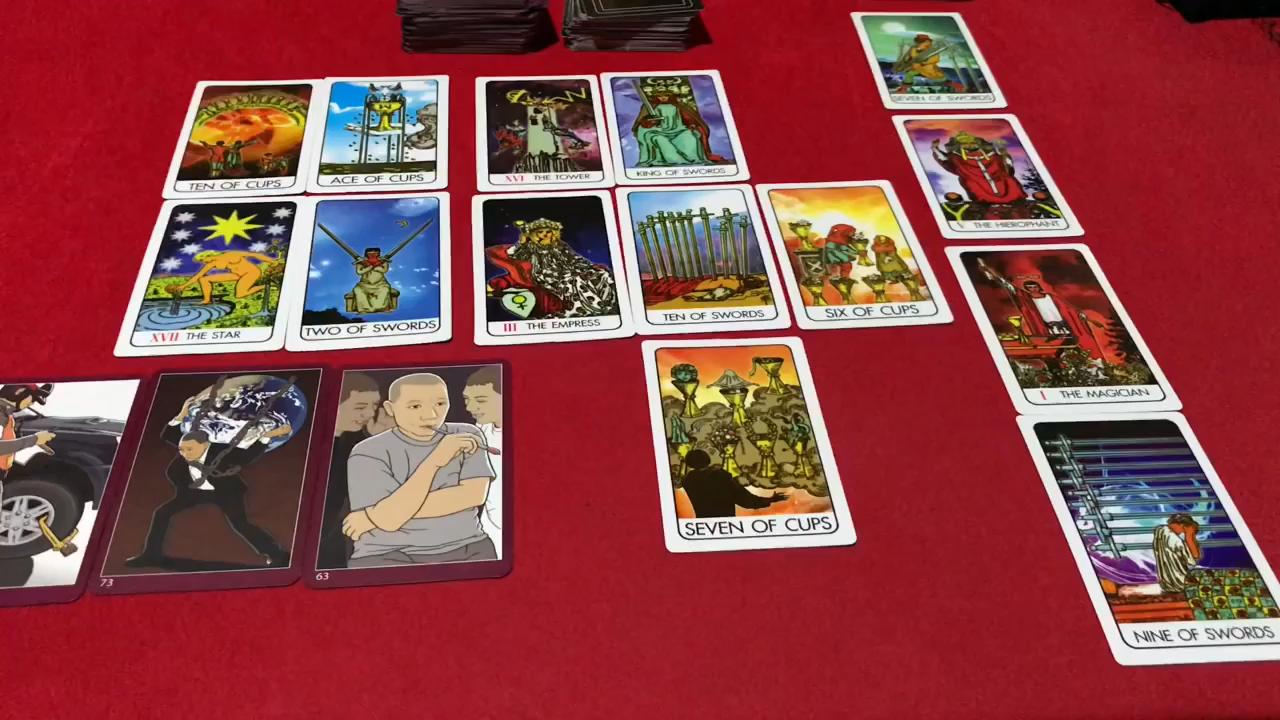 SEVEN OF SWORDS
TEN OF CUPS
ACE OF CUPS
XVI THE TOWER
KING OF SWORDS
V THE HIEROPHANT
XVII THE STAR
TWO OF SWORDS
III THE EMPRESS
TEN OF SWORDS
SIX OF CUPS
I THE MAGICIAN
73
63
SEVEN OF CUPS
NINE OF SWORDS